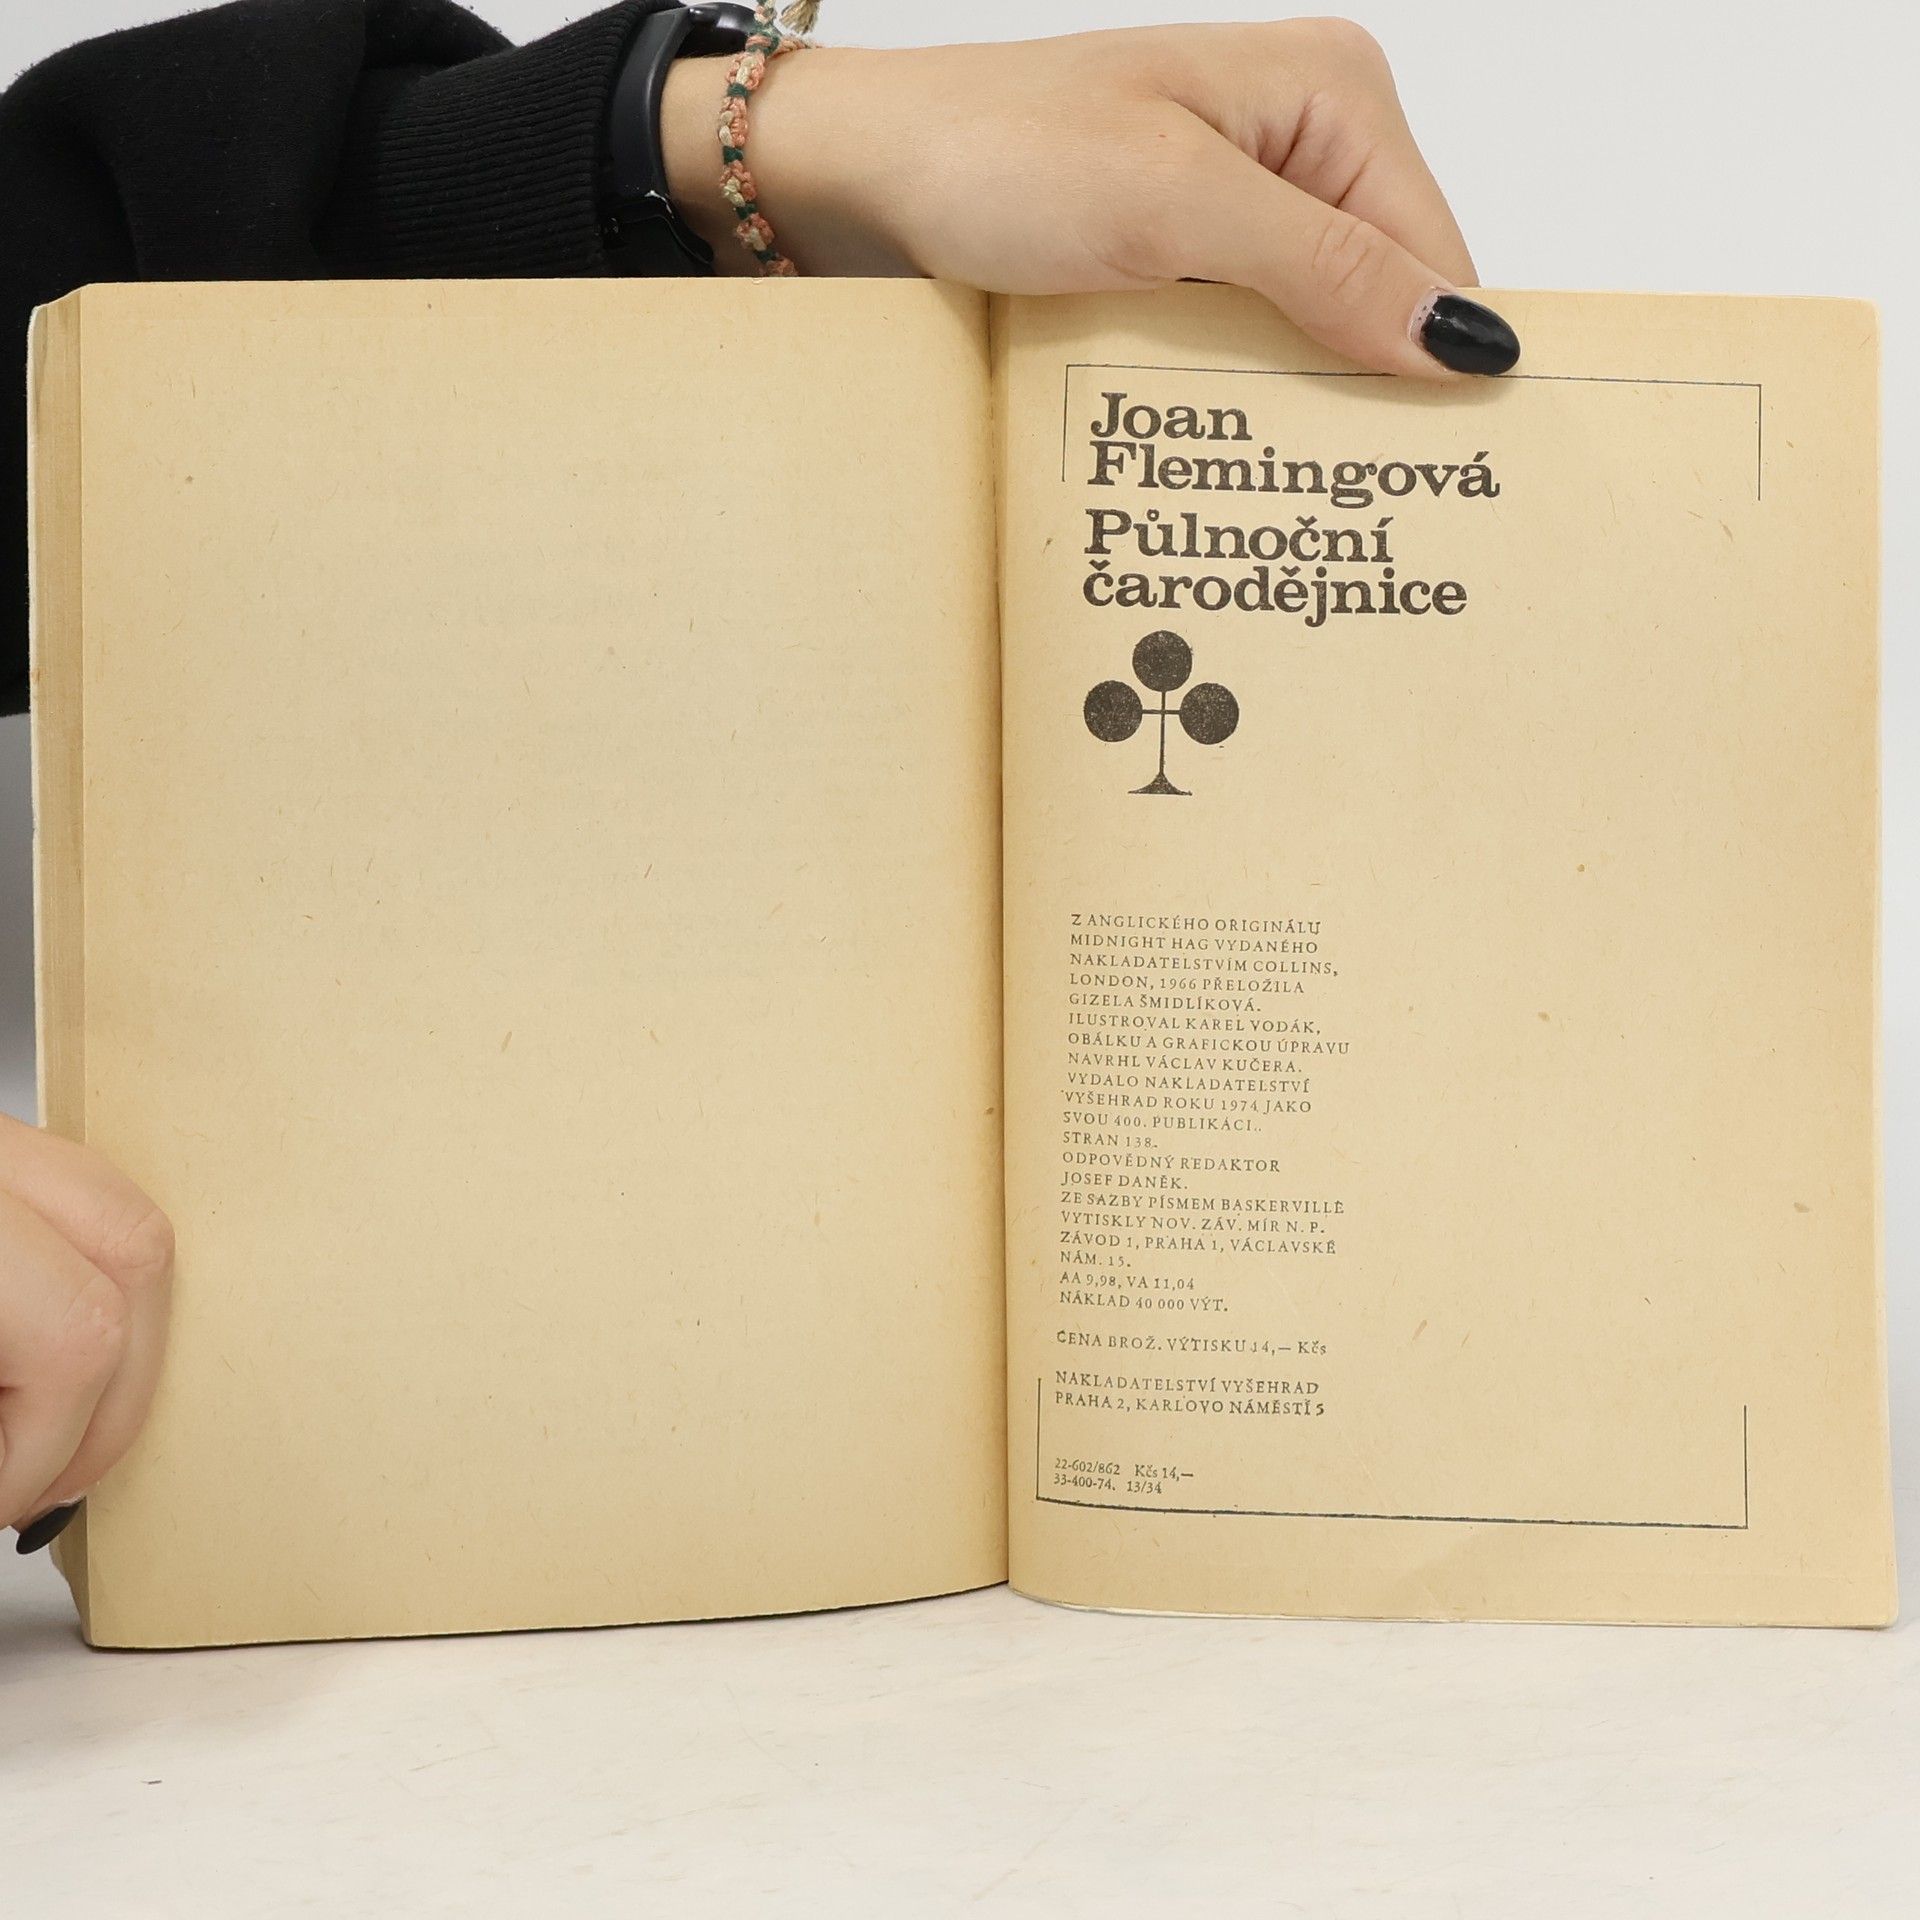 Joan
Flemingová
Půlnoční
čarodějnice
Z ANGLICKÉHO ORIGINÁLU
MIDNIGHT HAG VYDANÉHO
NAKLADATELSTVÍM COLLINS,
LONDON, 1966 PŘELOŽILA
GIZELA ŠMIDLÍKOVÁ.
ILUSTROVAL KAREL VODÁK,
OBÁLKU A GRAFICKOU ÚPRAVU
NAVRHL VÁCLAV KUČERA.
VYDALO NAKLADATELSTVÍ
VYŠEHRAD ROKU 1974 JAKO
SVOU 400. PUBLIKÁCI..
STRAN 138.
ODPOVĚDNÝ REDAKTOR
JOSEF DANĚK.
ZE SAZBY PÍSMEM BASKERVILLE
VYTISKLY NOV. ZÁV. MÍR N. P.
ZÁVOD 1, PRAHA 1, VÁCLAVSKÉ
NÁM. 15.
AA 9,98, VA 11,04
NÁKLAD 40 000 VÝT.
CENA BROŽ. VÝTISKU 14,— Kčs
NAKLADATELSTVÍ VYŠEHRAD
PRAHA 2, KARLOVO NÁMĚSTÍ 5
22-602/862 Kčs 14,—
33-400-74. 13/34